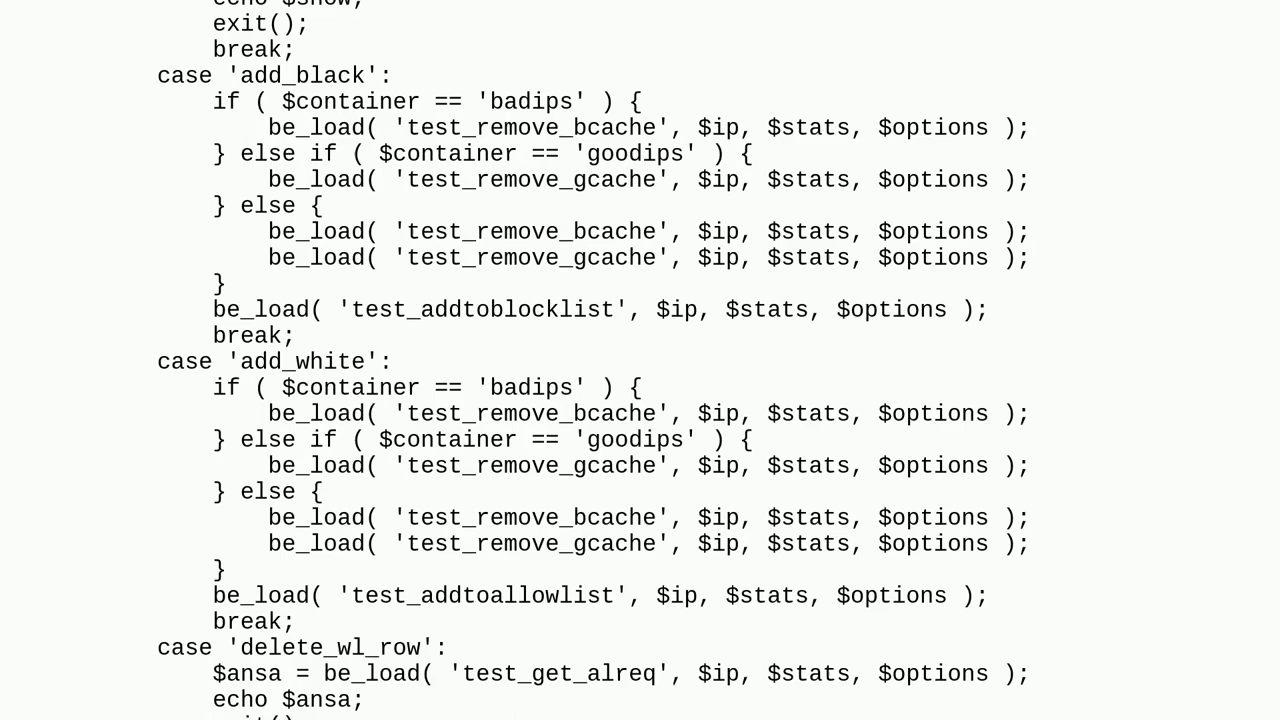 echo $show;
exit();
break;
case 'add_black':
if ( $container == 'badips' ) {
be_load( 'test_remove_bcache', $ip, $stats, $options );
} else if ( $container == 'goodips' ) {
be_load( 'test_remove_gcache', $ip, $stats, $options );
} else {
be_load( 'test_remove_bcache', $ip, $stats, $options );
be_load( 'test_remove_gcache', $ip, $stats, $options );
}
be_load( 'test_addtoblocklist', $ip, $stats, $options );
break;
case 'add_white':
if ( $container == 'badips' ) {
be_load( 'test_remove_bcache', $ip, $stats, $options );
} else if ( $container == 'goodips' ) {
be_load( 'test_remove_gcache', $ip, $stats, $options );
} else {
be_load( 'test_remove_bcache', $ip, $stats, $options );
be_load( 'test_remove_gcache', $ip, $stats, $options );
}
be_load( 'test_addtoallowlist', $ip, $stats, $options );
break;
case 'delete_wl_row':
$ansa = be_load( 'test_get_alreq', $ip, $stats, $options );
echo $ansa;